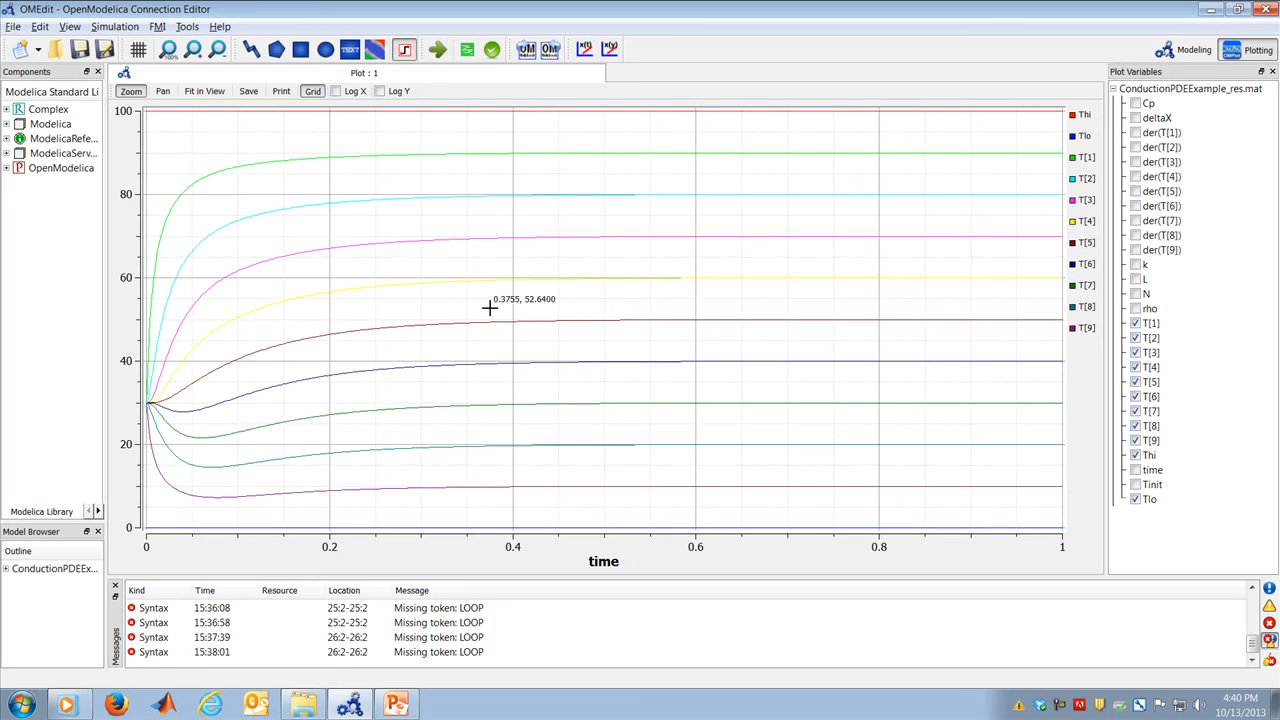 OMEdit - OpenModelica Connection Editor
File Edit View Simulation FMI Tools Help
100% TEXT UM OM x(t) x(y) Modeling Plotting
Components
Modelica Standard Li
Complex
Modelica
ModelicaRefe...
ModelicaServ...
OpenModelica
Modelica Library
Model Browser
Outline
ConductionPDEEx...
Plot : 1
Zoom Pan Fit in View Save Print Grid Log X Log Y
100
80
60
40
20
0
0 0.2 0.4 0.6 0.8 1
time
0.3755, 52.6400
Thi
Tlo
T[1]
T[2]
T[3]
T[4]
T[5]
T[6]
T[7]
T[8]
T[9]
Plot Variables
ConductionPDEExample_res.mat
Cp
deltaX
der(T[1])
der(T[2])
der(T[3])
der(T[4])
der(T[5])
der(T[6])
der(T[7])
der(T[8])
der(T[9])
k
L
N
rho
T[1]
T[2]
T[3]
T[4]
T[5]
T[6]
T[7]
T[8]
T[9]
Thi
time
Tinit
Tlo
Messages
Kind Time Resource Location Message
Syntax 15:36:08 25:2-25:2 Missing token: LOOP
Syntax 15:36:58 25:2-25:2 Missing token: LOOP
Syntax 15:37:39 26:2-26:2 Missing token: LOOP
Syntax 15:38:01 26:2-26:2 Missing token: LOOP
4:40 PM
10/13/2013